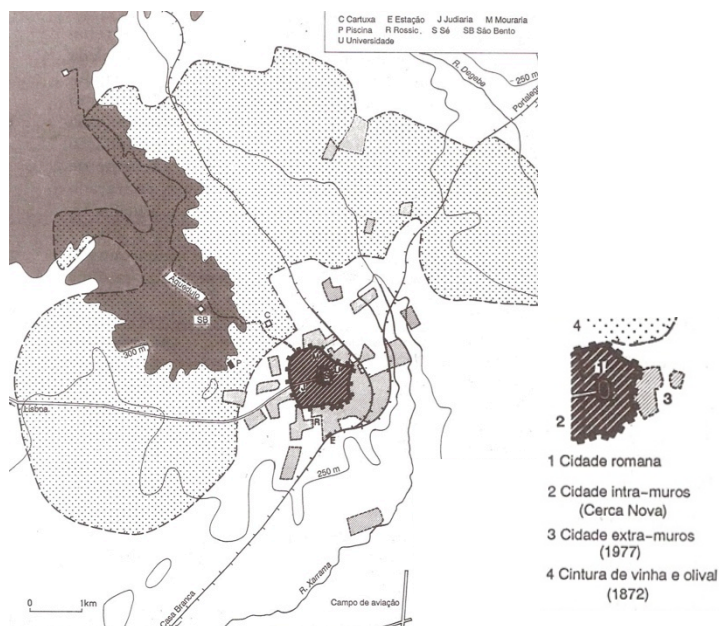 C Cartuxa E Estação J Judiaria M Mouraria
P Piscina R Rossio, S Sé SB São Bento
U Universidade
R. Degebe
250 m
Portalegre
Aqueduto
SB
C
300 m
P
Lisboa
R
E
250 m
R. Xarrama
Casa Branca
0 1km
Campo de aviação
4
1
3
2
1 Cidade romana
2 Cidade intra-muros
(Cerca Nova)
3 Cidade extra-muros
(1977)
4 Cintura de vinha e olival
(1872)